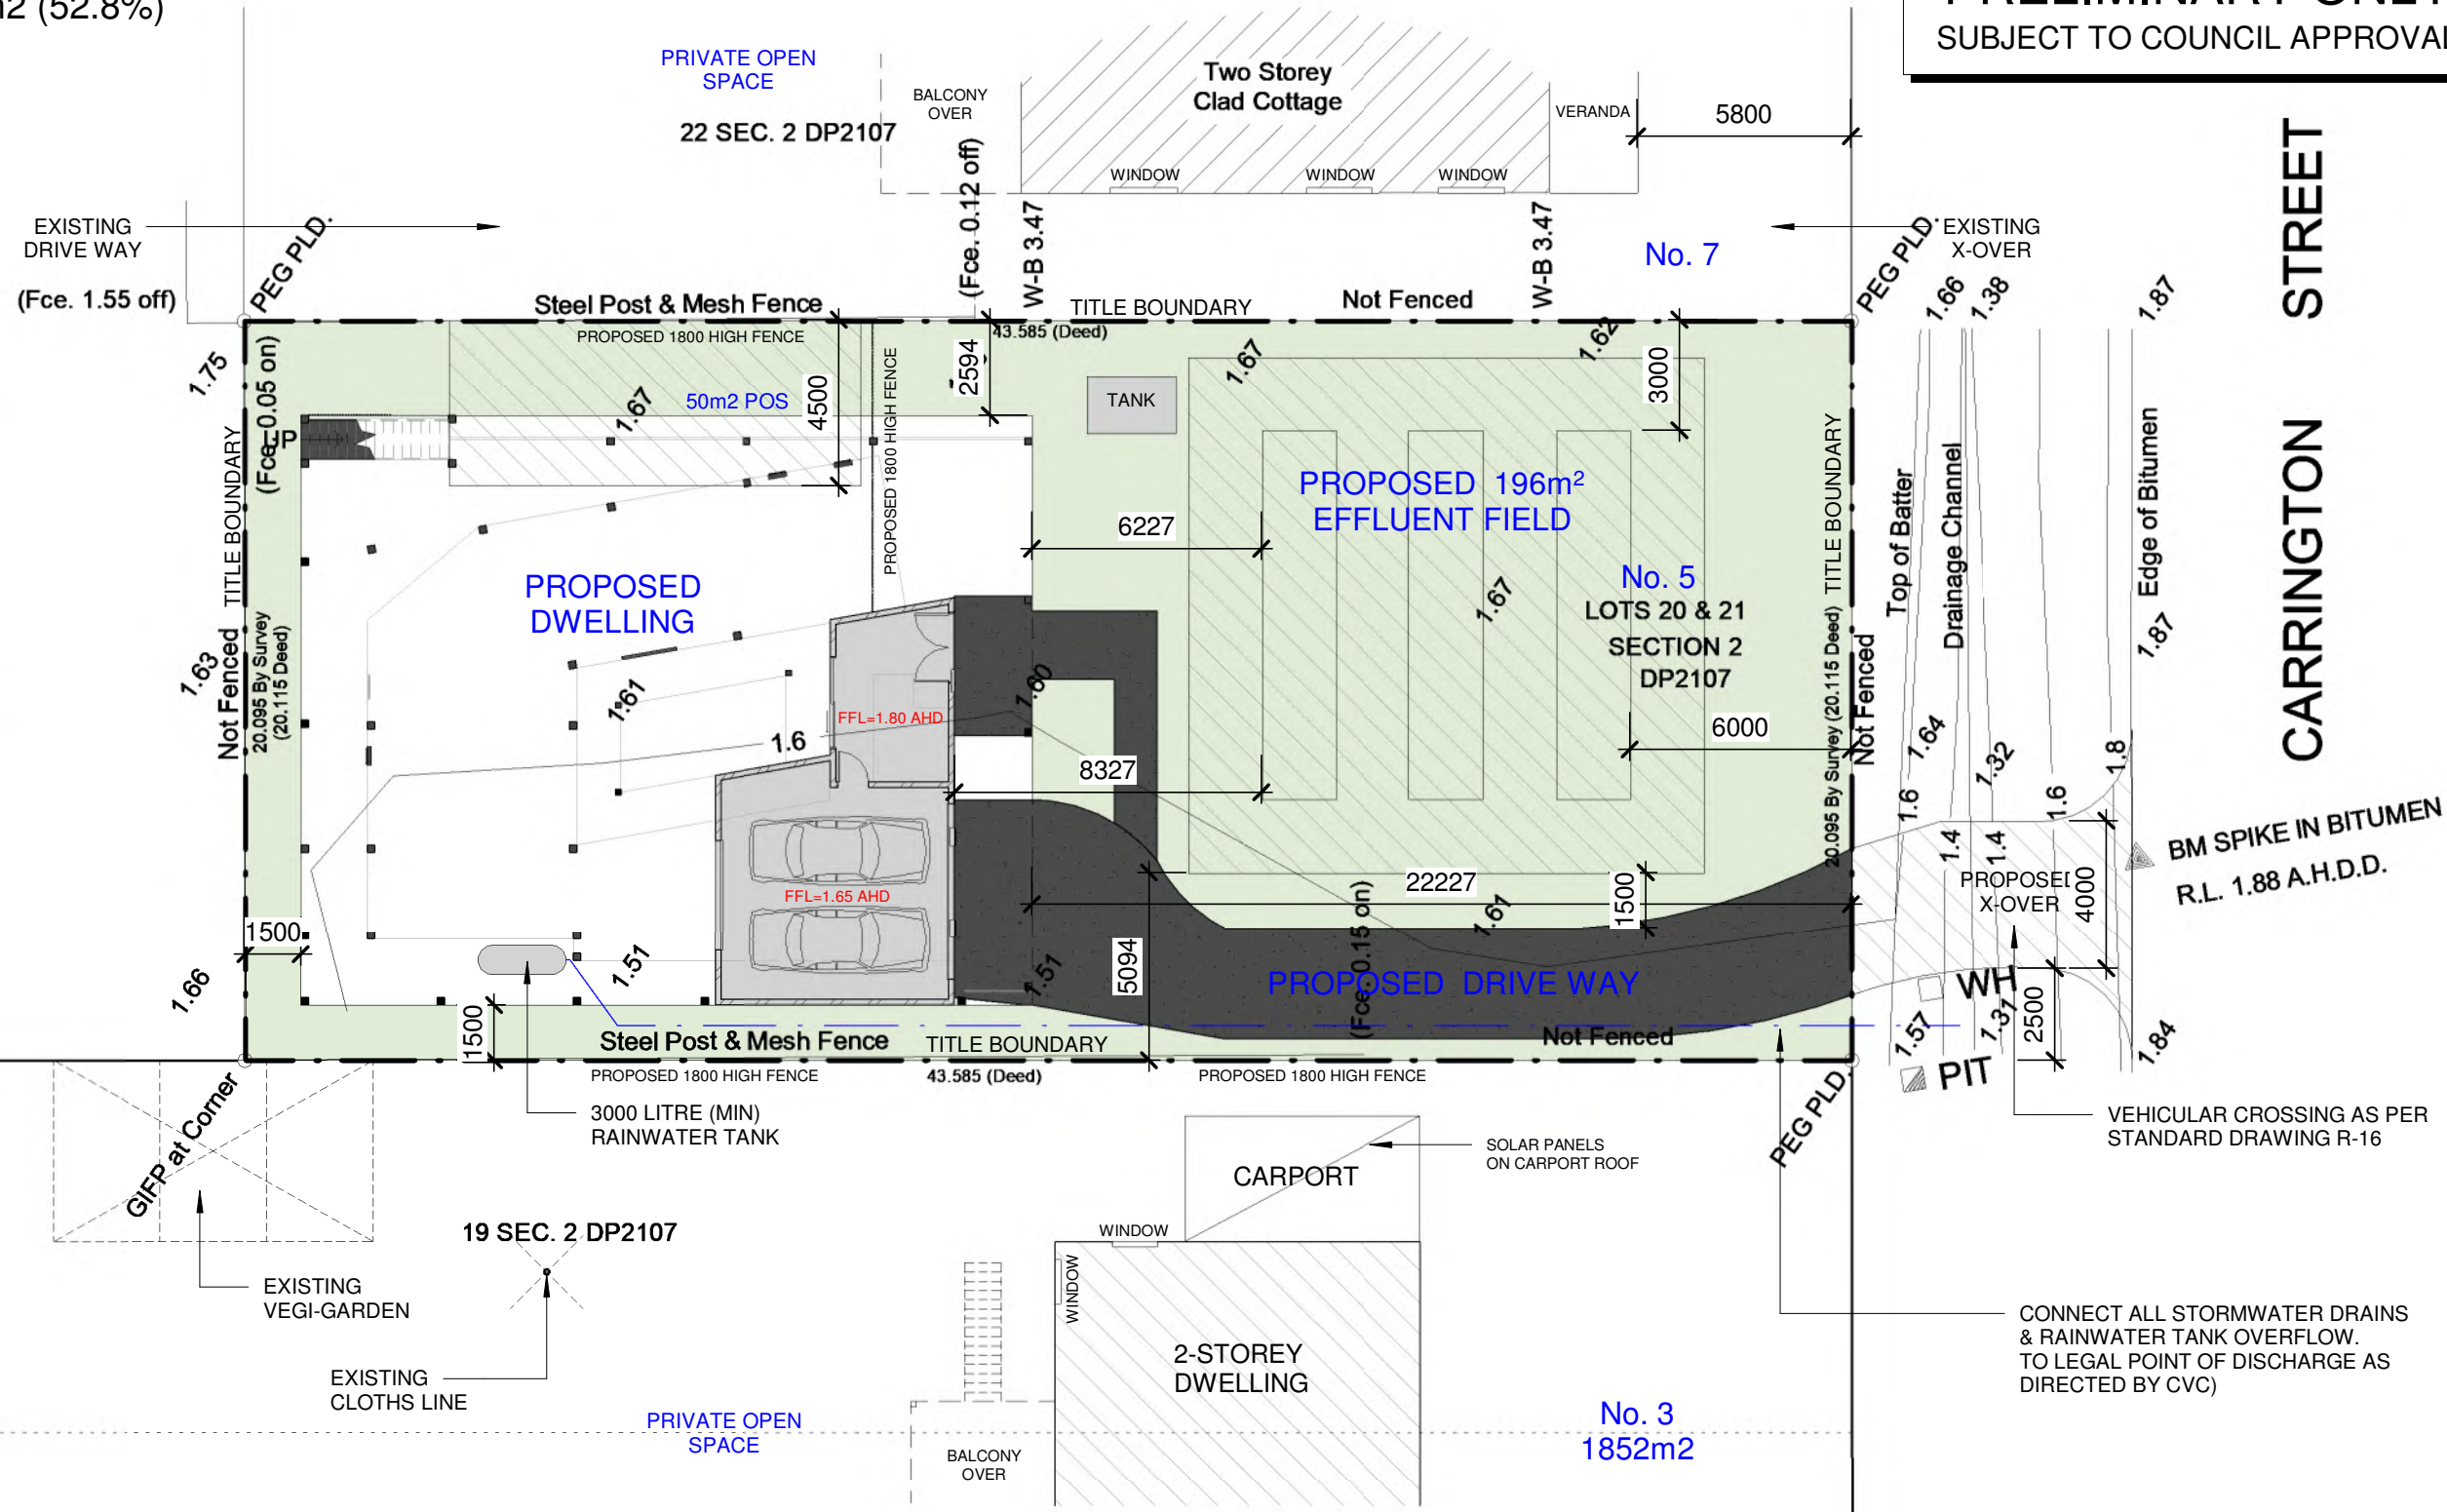 m2 (52.8%)
PRELIMINARY ONLY
SUBJECT TO COUNCIL APPROVAL
PRIVATE OPEN
SPACE
22 SEC. 2 DP2107
BALCONY
OVER
Two Storey
Clad Cottage
VERANDA
5800
WINDOW
WINDOW
WINDOW
EXISTING
DRIVE WAY
(Fce. 1.55 off)
PEG PLD.
(Fce. 0.12 off)
W-B 3.47
W-B 3.47
No. 7
PEG PLD.
EXISTING
X-OVER
CARRINGTON STREET
Steel Post & Mesh Fence
TITLE BOUNDARY
Not Fenced
PROPOSED 1800 HIGH FENCE
43.585 (Deed)
1.66
1.38
1.87
1.75
(Fce. 0.05 on)
UP
1.67
50m2 POS
4500
PROPOSED 1800 HIGH FENCE
2594
TANK
1.67
1.62
3000
TITLE BOUNDARY
Not Fenced
20.095 By Survey
(20.115 Deed)
1.63
PROPOSED
DWELLING
6227
PROPOSED 196m²
EFFLUENT FIELD
No. 5
LOTS 20 & 21
SECTION 2
DP2107
1.67
TITLE BOUNDARY
20.095 By Survey (20.115 Deed)
Not Fenced
Top of Batter
Drainage Channel
Edge of Bitumen
1.87
1.61
1.6
FFL=1.80 AHD
1.60
8327
6000
1.64
1.32
1.8
1.6
1.6
1.4
1.4
BM SPIKE IN BITUMEN
R.L. 1.88 A.H.D.D.
FFL=1.65 AHD
22227
1500
1.61
PROPOSED
X-OVER
4000
1500
1.66
1.51
1.51
5094
(Fce. 0.15 on)
PROPOSED DRIVE WAY
WH
1.31
2500
1.57
PIT
1.84
1500
Steel Post & Mesh Fence
TITLE BOUNDARY
Not Fenced
PROPOSED 1800 HIGH FENCE
43.585 (Deed)
PROPOSED 1800 HIGH FENCE
PEG PLD.
GIFP at Corner
3000 LITRE (MIN)
RAINWATER TANK
VEHICULAR CROSSING AS PER
STANDARD DRAWING R-16
CARPORT
SOLAR PANELS
ON CARPORT ROOF
19 SEC. 2 DP2107
WINDOW
WINDOW
EXISTING
VEGI-GARDEN
EXISTING
CLOTHS LINE
2-STOREY
DWELLING
CONNECT ALL STORMWATER DRAINS
& RAINWATER TANK OVERFLOW.
TO LEGAL POINT OF DISCHARGE AS
DIRECTED BY CVC)
PRIVATE OPEN
SPACE
BALCONY
OVER
No. 3
1852m2